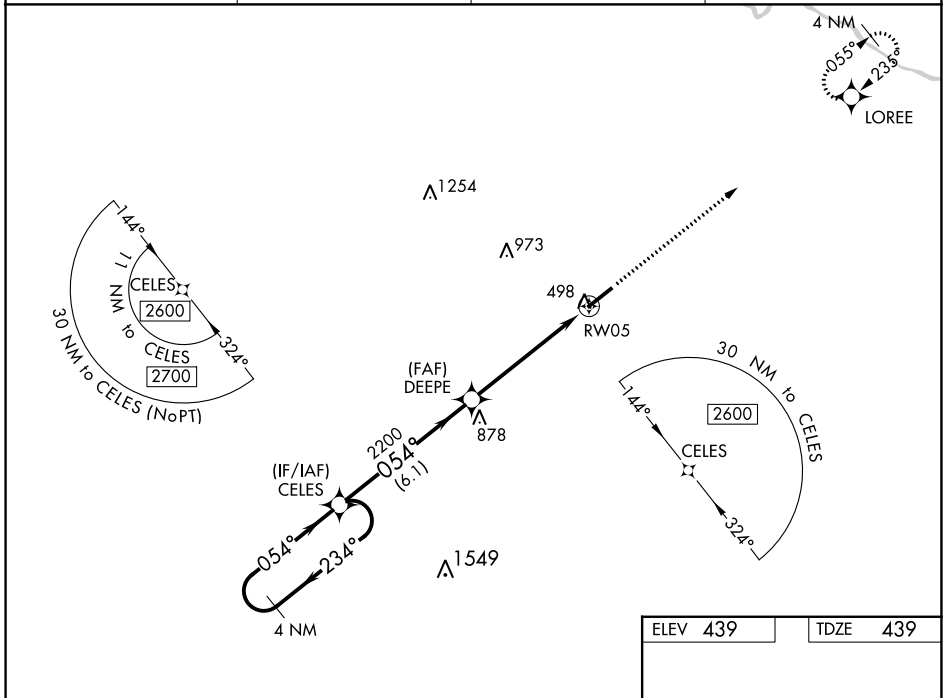 4 NM
055°
235°
LOREE
1254
973
144°
11 NM to CELES
CELES
2600
324°
2700
30 NM to CELES (NoPT)
498
RW05
(FAF)
DEEPE
878
2200
054°
(6.1)
(IF/IAF)
CELES
054°
234°
4 NM
1549
30 NM to CELES
144°
2600
CELES
324°
ELEV 439
TDZE 439